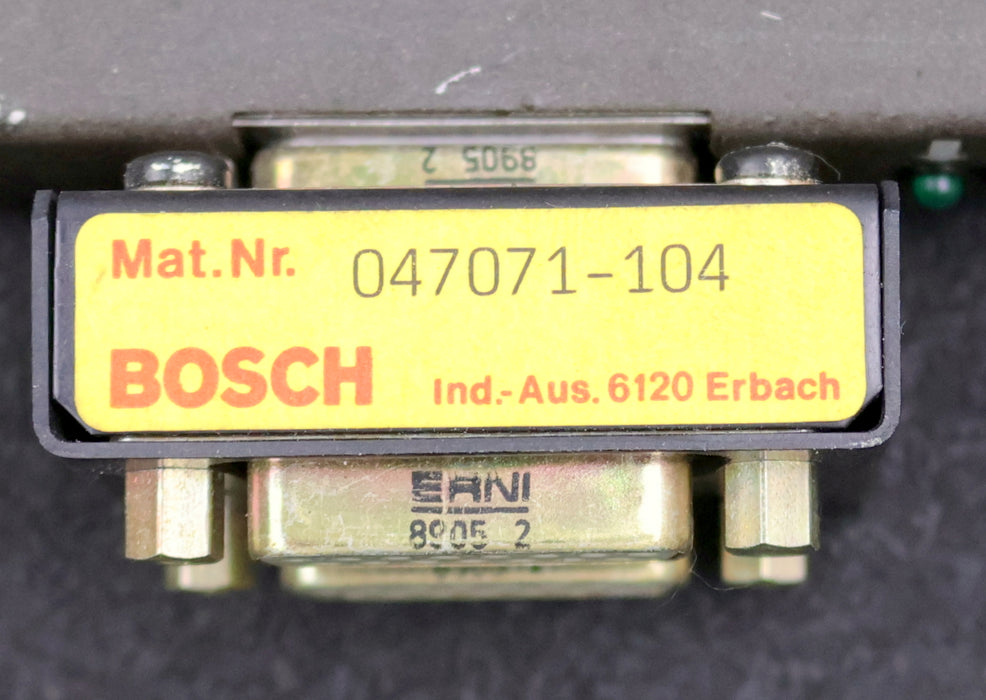 8905 2
Mat.Nr. 047071-104
BOSCH Ind.-Aus. 6120 Erbach
ERNI
8905 2